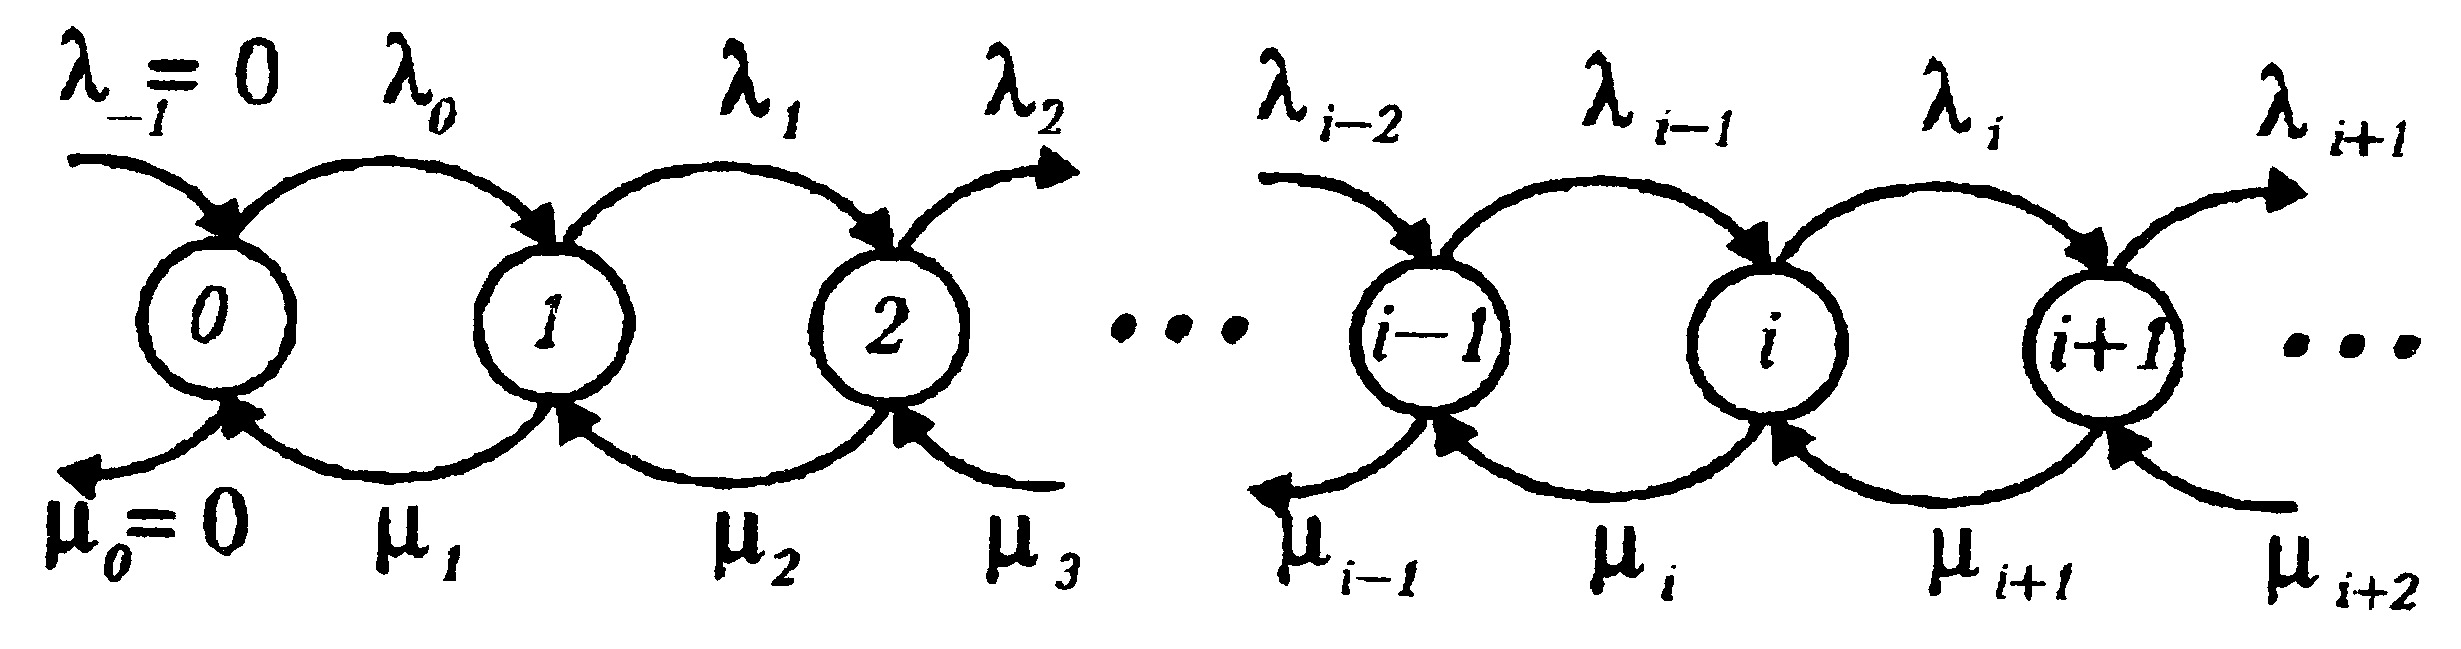 λ₋₁ = 0 λ₀ λ₁ λ₂ λᵢ₋₂ λᵢ₋₁ λᵢ λᵢ₊₁
0 1 2 ... i−1 i i+1 ...
μ₀ = 0 μ₁ μ₂ μ₃ μᵢ₋₁ μᵢ μᵢ₊₁ μᵢ₊₂